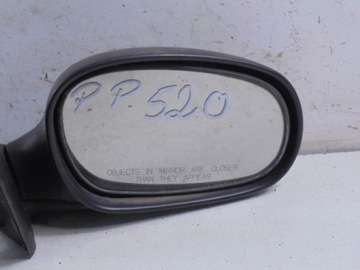 P.P. 520
OBJECTS IN MIRROR ARE CLOSER
THAN THEY APPEAR